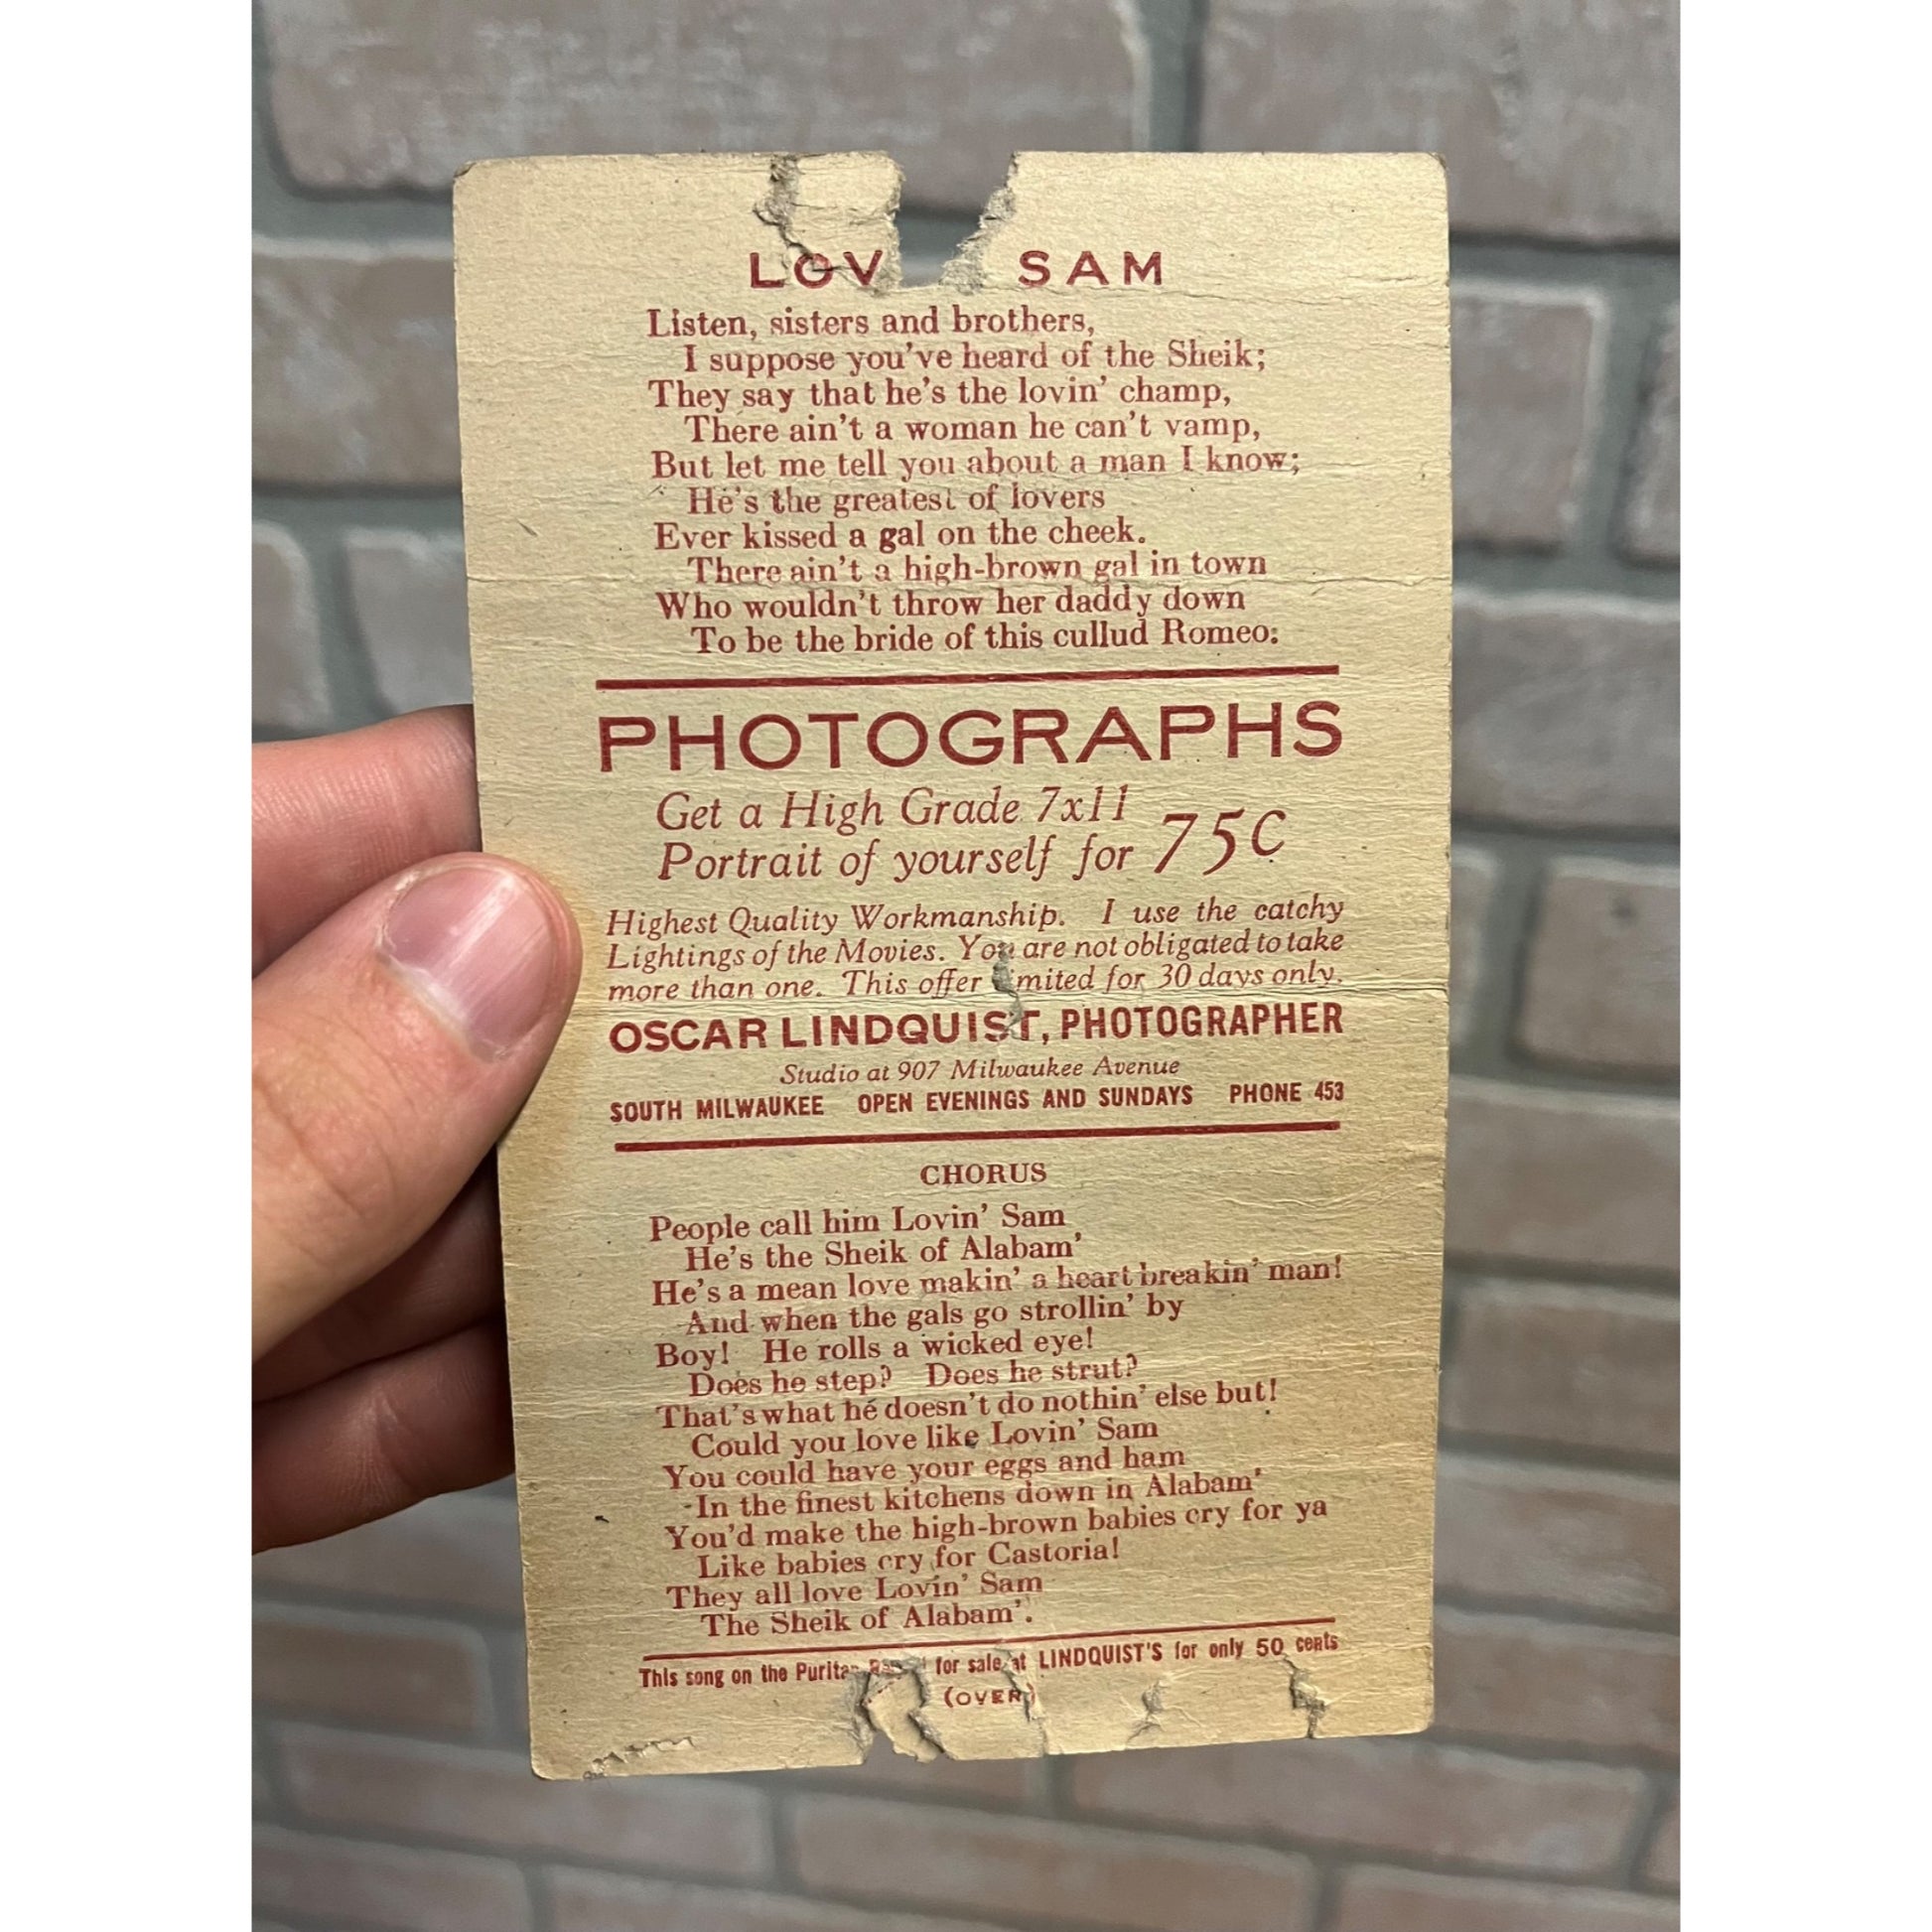 LOV SAM
Listen, sisters and brothers,
I suppose you've heard of the Sheik;
They say that he's the lovin' champ,
There ain't a woman he can't vamp,
But let me tell you about a man I know;
He's the greatest of lovers
Ever kissed a gal on the cheek.
There ain't a high-brown gal in town
Who wouldn't throw her daddy down
To be the bride of this cullud Romeo:
PHOTOGRAPHS
Get a High Grade 7x11
Portrait of yourself for 75C
Highest Quality Workmanship. I use the catchy
Lightings of the Movies. You are not obligated to take
more than one. This offer limited for 30 days only.
OSCAR LINDQUIST, PHOTOGRAPHER
Studio at 907 Milwaukee Avenue
SOUTH MILWAUKEE OPEN EVENINGS AND SUNDAYS PHONE 453
CHORUS
People call him Lovin' Sam
He's the Sheik of Alabam'
He's a mean love makin' a heart breakin' man!
And when the gals go strollin' by
Boy! He rolls a wicked eye!
Does he step? Does he strut?
That's what he doesn't do nothin' else but!
Could you love like Lovin' Sam
You could have your eggs and ham
In the finest kitchens down in Alabam'
You'd make the high-brown babies cry for ya
Like babies cry for Castoria!
They all love Lovin' Sam
The Sheik of Alabam'.
This song on the Puritan for sale at LINDQUIST'S for only 50 cents
(OVER)